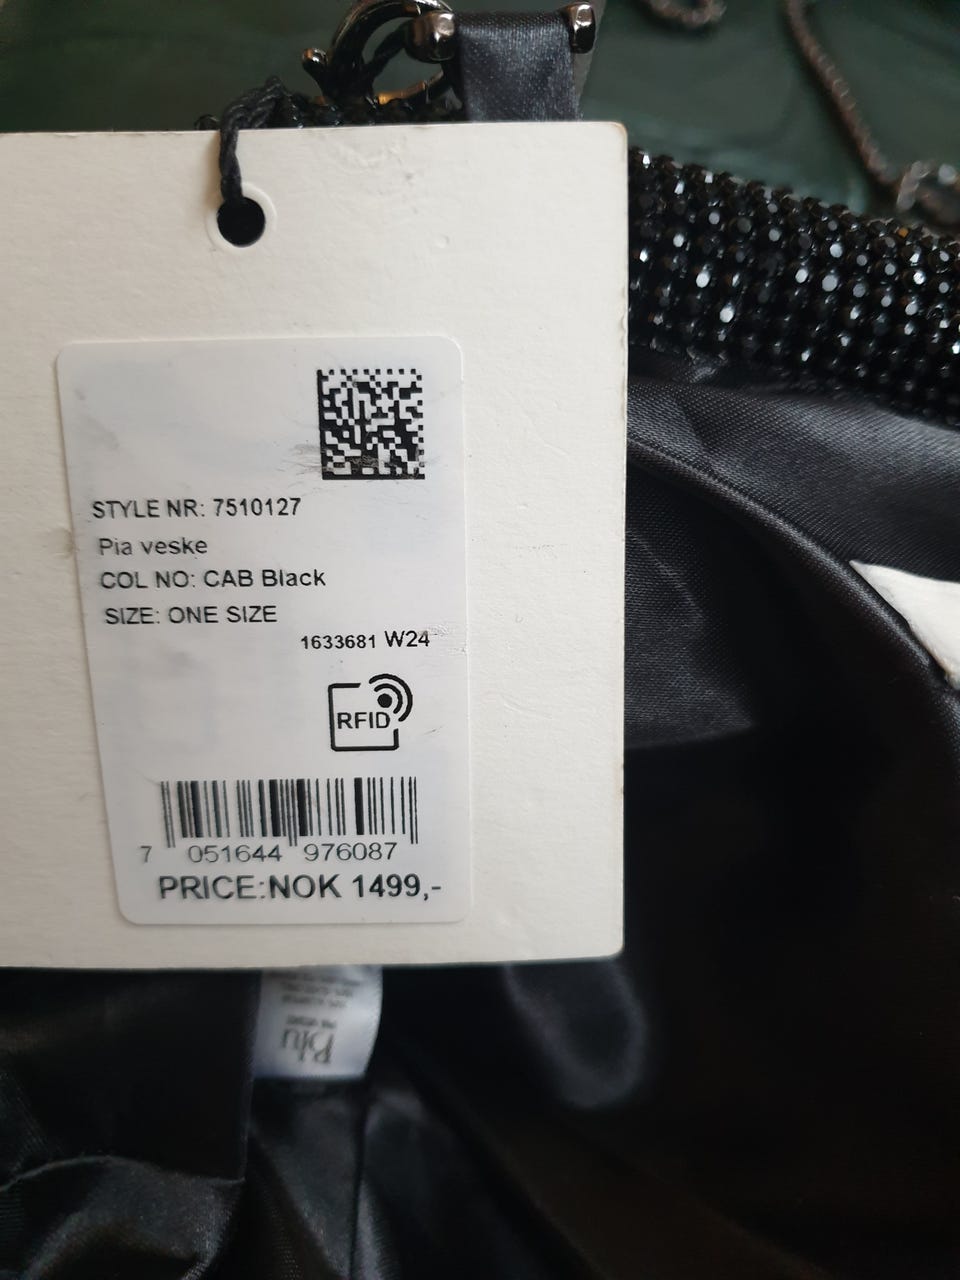 STYLE NR: 7510127
Pia veske
COL NO: CAB Black
SIZE: ONE SIZE
1633681 W24
RFID
7 051644 976087
PRICE:NOK 1499,-
Blu